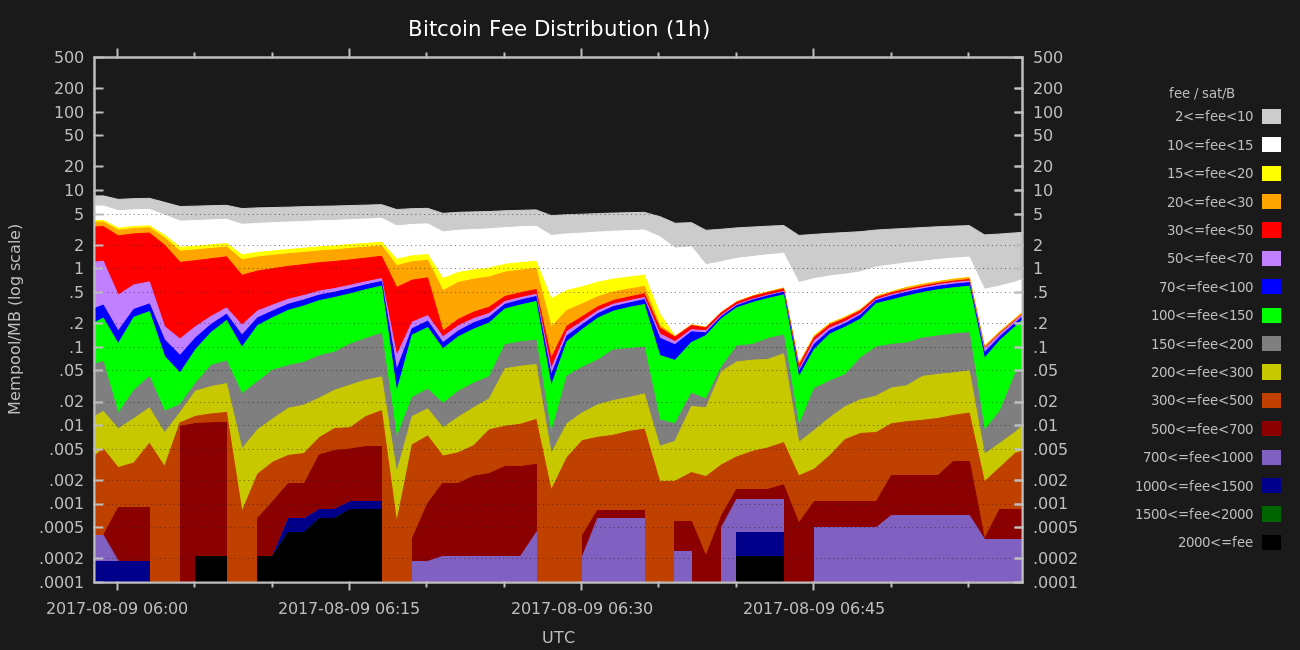 Bitcoin Fee Distribution (1h)
Mempool/MB (log scale)
500
200
100
50
20
10
5
2
1
.5
.2
.1
.05
.02
.01
.005
.002
.001
.0005
.0002
.0001
500
200
100
50
20
10
5
2
1
.5
.2
.1
.05
.02
.01
.005
.002
.001
.0005
.0002
.0001
2017-08-09 06:00 2017-08-09 06:15 2017-08-09 06:30 2017-08-09 06:45
UTC
fee / sat/B
2<=fee<10
10<=fee<15
15<=fee<20
20<=fee<30
30<=fee<50
50<=fee<70
70<=fee<100
100<=fee<150
150<=fee<200
200<=fee<300
300<=fee<500
500<=fee<700
700<=fee<1000
1000<=fee<1500
1500<=fee<2000
2000<=fee